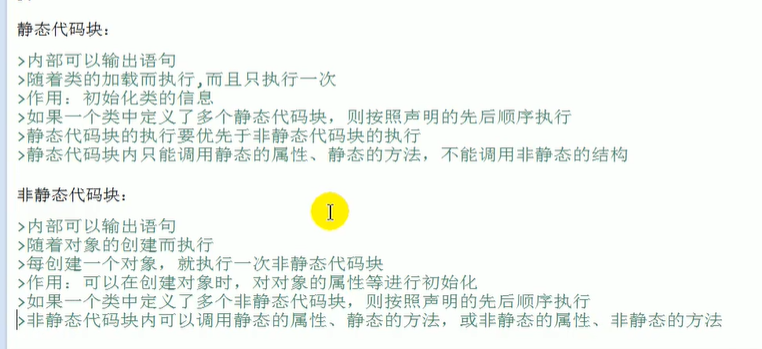 静态代码块：
>内部可以输出语句
>随着类的加载而执行,而且只执行一次
>作用：初始化类的信息
>如果一个类中定义了多个静态代码块，则按照声明的先后顺序执行
>静态代码块的执行要优先于非静态代码块的执行
>静态代码块内只能调用静态的属性、静态的方法，不能调用非静态的结构
非静态代码块：
>内部可以输出语句
>随着对象的创建而执行
>每创建一个对象，就执行一次非静态代码块
>作用：可以在创建对象时，对对象的属性等进行初始化
>如果一个类中定义了多个非静态代码块，则按照声明的先后顺序执行
>非静态代码块内可以调用静态的属性、静态的方法，或非静态的属性、非静态的方法